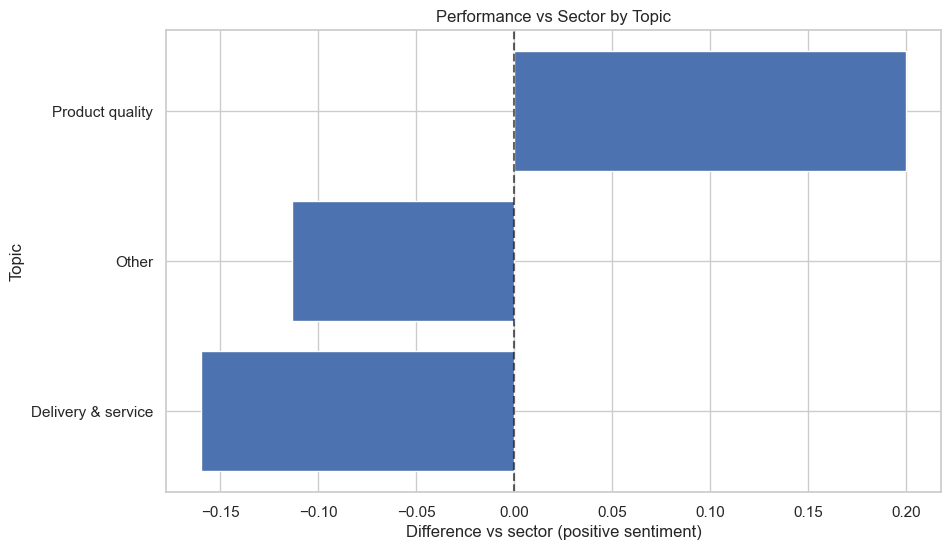 Performance vs Sector by Topic
Product quality
Other
Delivery & service
Topic
−0.15 −0.10 −0.05 0.00 0.05 0.10 0.15 0.20
Difference vs sector (positive sentiment)